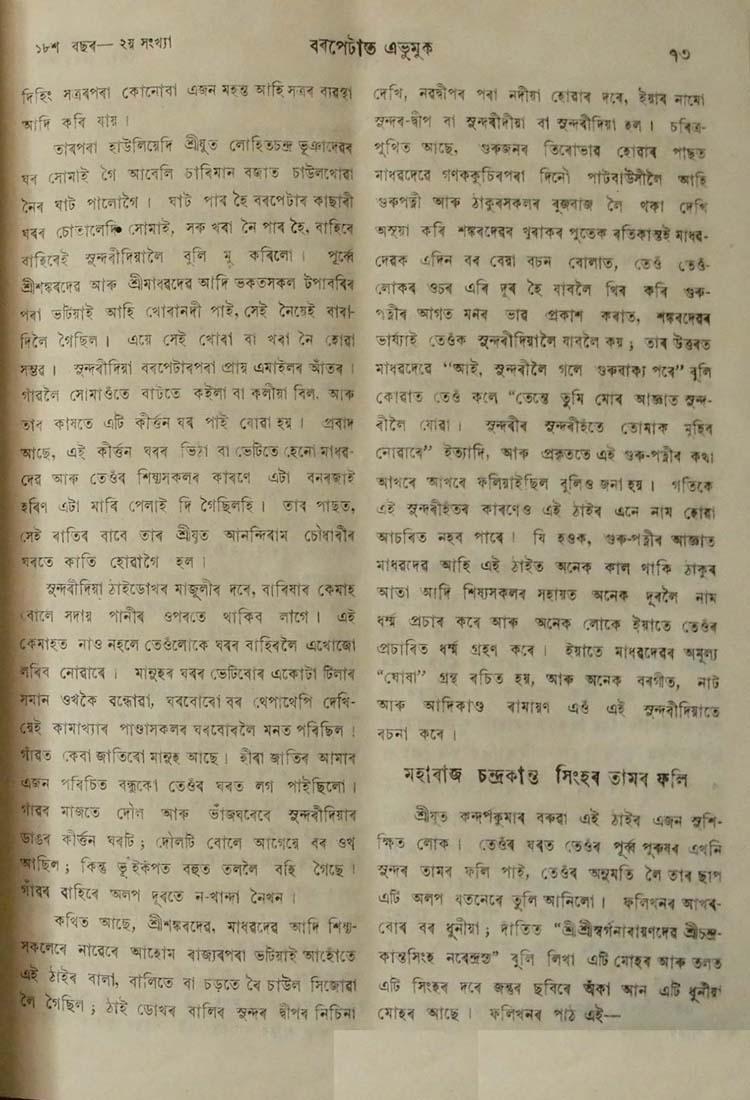 ১৮শ বছৰ— ২য় সংখ্যা
বৰপেটাত এভুমুক
৭৩
দিহিং সত্ৰৰপৰা কোনোবা এজন মহন্ত আহি সত্ৰৰ ব্যৱস্থা
আদি কৰি যায় ।
তাৰপৰা হাউলিয়েদি শ্ৰীযুত লোহিতচন্দ্ৰ ভূঞাদেৱৰ
ঘৰ সোমাই গৈ আবেলি চাৰিমান বজাত চাউলখোৱা
নৈৰ ঘাট পালোগৈ । ঘাট পাৰ হৈ বৰপেটাৰ কাছাৰী
ঘৰৰ চোতালেদি সোমাই, সৰু খৰা নৈ পাৰ হৈ, বাহিৰে
বাহিৰেই সুন্দৰীদিয়ালৈ বুলি মু কৰিলো । পূৰ্ব্বে
শ্ৰীশঙ্কৰদেৱ আৰু শ্ৰীমাধৱদেৱ আদি ভকতসকল টপাবৰিৰ
পৰা ভটিয়াই আহি খোৰানদী পাই, সেই নৈয়েই বাৰা-
দিলৈ গৈছিল । এয়ে সেই খোৰা বা খৰা নৈ হোৱা
সম্ভৱ । সুন্দৰীদিয়া বৰপেটাৰপৰা প্ৰায় এমাইলৰ আঁতৰ ।
গাঁৱলৈ সোমাওঁতে বাটতে কইলা বা কলীয়া বিল, আৰু
তাৰ কাষতে এটি কীৰ্ত্তন ঘৰ পাই যোৱা হয় । প্ৰবাদ
আছে, এই কীৰ্ত্তন ঘৰৰ ভিঠা বা ভেটিতে হেনো মাধৱ-
দেৱ আৰু তেওঁৰ শিষ্যসকলৰ কাৰণে এটা বনৰজাই
হৰিণ এটা মাৰি পেলাই দি গৈছিলহি । তাৰ পাছত,
সেই ৰাতিৰ বাবে তাৰ শ্ৰীযুত আনন্দিৰাম চৌধাৰীৰ
ঘৰতে কাতি হোৱাগৈ হল ।
সুন্দৰীদিয়া ঠাইডোখৰ মাজুলীৰ দৰে, বাৰিষাৰ কেমাহ
বোলে সদায় পানীৰ ওপৰতে থাকিব লাগে । এই
কেমাহত নাও নহলে তেওঁলোকে ঘৰৰ বাহিৰলৈ এখোজো
লৰিব নোৱাৰে । মানুহৰ ঘৰৰ ভেটিবোৰ একোটা টিলাৰ
সমান ওখকৈ বন্ধোৱা, ঘৰবোৰো বৰ থেপাথেপি দেখি-
য়েই কামাখ্যাৰ পাণ্ডাসকলৰ ঘৰবোৰলৈ মনত পৰিছিল !
গাঁৱত কেবা জাতিৰো মানুহ আছে । হীৰা জাতিৰ আমাৰ
এজন পৰিচিত বন্ধুকো তেওঁৰ ঘৰত লগ পাইছিলো ।
গাঁৱৰ মাজতে দৌল আৰু ভঁজঘৰেৰে সুন্দৰীদিয়াৰ
ডাঙৰ কীৰ্ত্তন ঘৰটি ; দৌলটি বোলে আগেয়ে বৰ ওখ
আছিল ; কিন্তু ভূঁইকঁপত বহুত তললৈ বহি গৈছে !
গাঁৱৰ বাহিৰে অলপ দূৰতে ন-খান্দা নৈখন ।
কথিত আছে, শ্ৰীশঙ্কৰদেৱ, মাধৱদেৱ আদি শিষ্য-
সকলেৰে নাৱেৰে আহোম ৰাজ্যৰপৰা ভটিয়াই আহোঁতে
এই ঠাইৰ বালা, বালিতে বা চড়তে ৰৈ চাউল সিজোৱা
লৈ গৈছিল ; ঠাই ডোখৰ বালিৰ সুন্দৰ দ্বীপৰ নিচিনা
দেখি, নৱদ্বীপৰ পৰা নদীয়া হোৱাৰ দৰে, ইয়াৰ নামো
সুন্দৰ-দ্বীপ বা সুন্দৰীদীয়া বা সুন্দৰীদিয়া হল । চৰিত্ৰ-
পুথিত আছে, গুৰুজনৰ তিৰোভাৱ হোৱাৰ পাছত
মাধৱদেৱে গণককুচিৰপৰা দিনৌ পাটবাউসীলৈ আহি
গুৰুপত্নী আৰু ঠাকুৰসকলৰ বুজবাজ লৈ থকা দেখি
অসূয়া কৰি শঙ্কৰদেৱৰ খুৰাকৰ পুতেক ৰতিকান্তই মাধৱ-
দেৱক এদিন বৰ বেয়া বচন বোলাত, তেওঁ তেওঁ-
লোকৰ ওচৰ এৰি দূৰ হৈ যাবলৈ থিৰ কৰি গুৰু-
পত্নীৰ আগত মনৰ ভাৱ প্ৰকাশ কৰাত, শঙ্কৰদেৱৰ
ভাৰ্য্যাই তেওঁক সুন্দৰীদিয়ালৈ যাবলৈ কয় ; তাৰ উত্তৰত
মাধৱদেৱে “আই, সুন্দৰীলৈ গলে গুৰুবাক্য পৰে” বুলি
কোৱাত তেওঁ কলে “তেন্তে তুমি মোৰ আজ্ঞাত সুন্দ-
ৰীলৈ যোৱা । সুন্দৰীৰ সুন্দৰীহঁতে তোমাক মুহিব
নোৱাৰে” ইত্যাদি, আৰু প্ৰকৃততে এই গুৰু-পত্নীৰ কথা
আখৰে আখৰে ফলিয়াইছিল বুলিও জনা হয় । গতিকে
এই সুন্দৰীহঁতৰ কাৰণেও এই ঠাইৰ এনে নাম হোৱা
আচৰিত নহব পাৰে । যি হওক, গুৰু-পত্নীৰ আজ্ঞাত
মাধৱদেৱে আহি এই ঠাইত অনেক কাল থাকি ঠাকুৰ
আতা আদি শিষ্যসকলৰ সহায়ত অনেক দূৰলৈ নাম
ধৰ্ম্ম প্ৰচাৰ কৰে আৰু অনেক লোকে ইয়াতে তেওঁৰ
প্ৰচাৰিত ধৰ্ম্ম গ্ৰহণ কৰে । ইয়াতে মাধৱদেৱৰ অমূল্য
“ঘোষা” গ্ৰন্থ ৰচিত হয়, আৰু অনেক বৰগীত, নাট
আৰু আদিকাণ্ড ৰামায়ণ এওঁ এই সুন্দৰীদিয়াতে
ৰচনা কৰে ।
মহাৰাজ চন্দ্ৰকান্ত সিংহৰ তামৰ ফলি
শ্ৰীযুত কন্দৰ্পকুমাৰ বৰুৱা এই ঠাইৰ এজন সুশি-
ক্ষিত লোক । তেওঁৰ ঘৰত তেওঁৰ পূৰ্ব্ব পুৰুষৰ এখনি
সুন্দৰ তামৰ ফলি পাই, তেওঁৰ অনুমতি লৈ তাৰ ছাপ
এটি অলপ যতনেৰে তুলি আনিলো । ফলিখনৰ আখৰ-
বোৰ বৰ ধুনীয়া ; দাঁতিত “শ্ৰীশ্ৰীস্বৰ্গনাৰায়ণদেৱ শ্ৰীচন্দ্ৰ-
কান্তসিংহ নৰেন্দ্ৰস্ত” বুলি লিখা এটি মোহৰ আৰু তলত
এটি সিংহৰ দৰে জন্তুৰ ছবিৰে অঁকা আন এটি ধুনীয়া
মোহৰ আছে । ফলিখনৰ পাঠ এই—